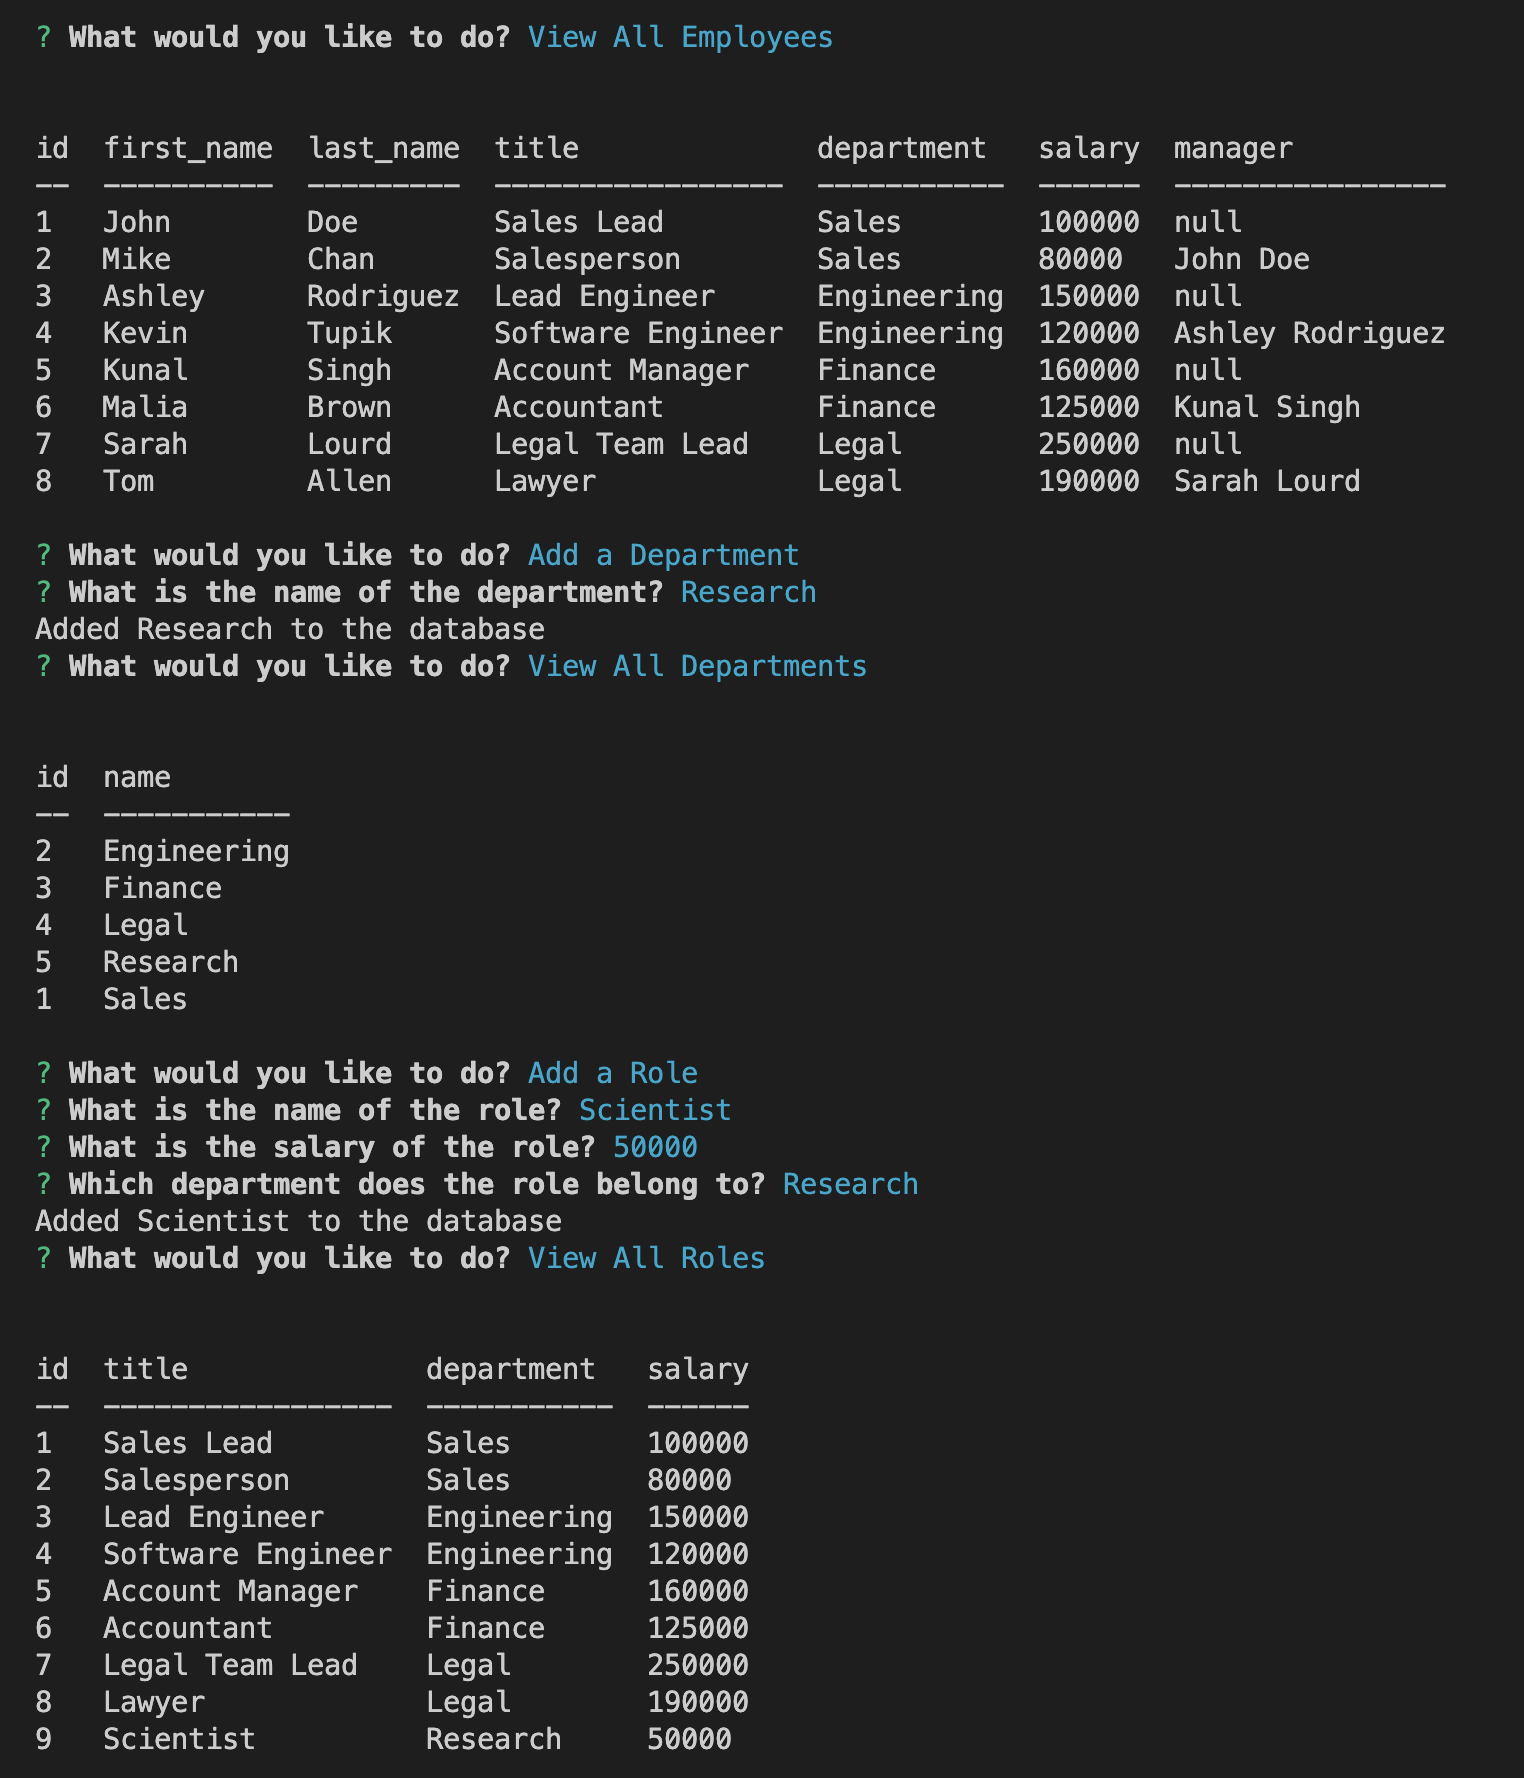 ? What would you like to do? View All Employees
id  first_name  last_name  title              department   salary  manager
--  ----------  ---------  -----------------  -----------  ------  ----------------
1   John        Doe        Sales Lead         Sales        100000  null
2   Mike        Chan       Salesperson        Sales        80000   John Doe
3   Ashley      Rodriguez  Lead Engineer      Engineering  150000  null
4   Kevin       Tupik      Software Engineer  Engineering  120000  Ashley Rodriguez
5   Kunal       Singh      Account Manager    Finance      160000  null
6   Malia       Brown      Accountant         Finance      125000  Kunal Singh
7   Sarah       Lourd      Legal Team Lead    Legal        250000  null
8   Tom         Allen      Lawyer             Legal        190000  Sarah Lourd
? What would you like to do? Add a Department
? What is the name of the department? Research
Added Research to the database
? What would you like to do? View All Departments
id  name
--  -----------
2   Engineering
3   Finance
4   Legal
5   Research
1   Sales
? What would you like to do? Add a Role
? What is the name of the role? Scientist
? What is the salary of the role? 50000
? Which department does the role belong to? Research
Added Scientist to the database
? What would you like to do? View All Roles
id  title              department   salary
--  -----------------  -----------  ------
1   Sales Lead         Sales        100000
2   Salesperson        Sales        80000
3   Lead Engineer      Engineering  150000
4   Software Engineer  Engineering  120000
5   Account Manager    Finance      160000
6   Accountant         Finance      125000
7   Legal Team Lead    Legal        250000
8   Lawyer             Legal        190000
9   Scientist          Research     50000